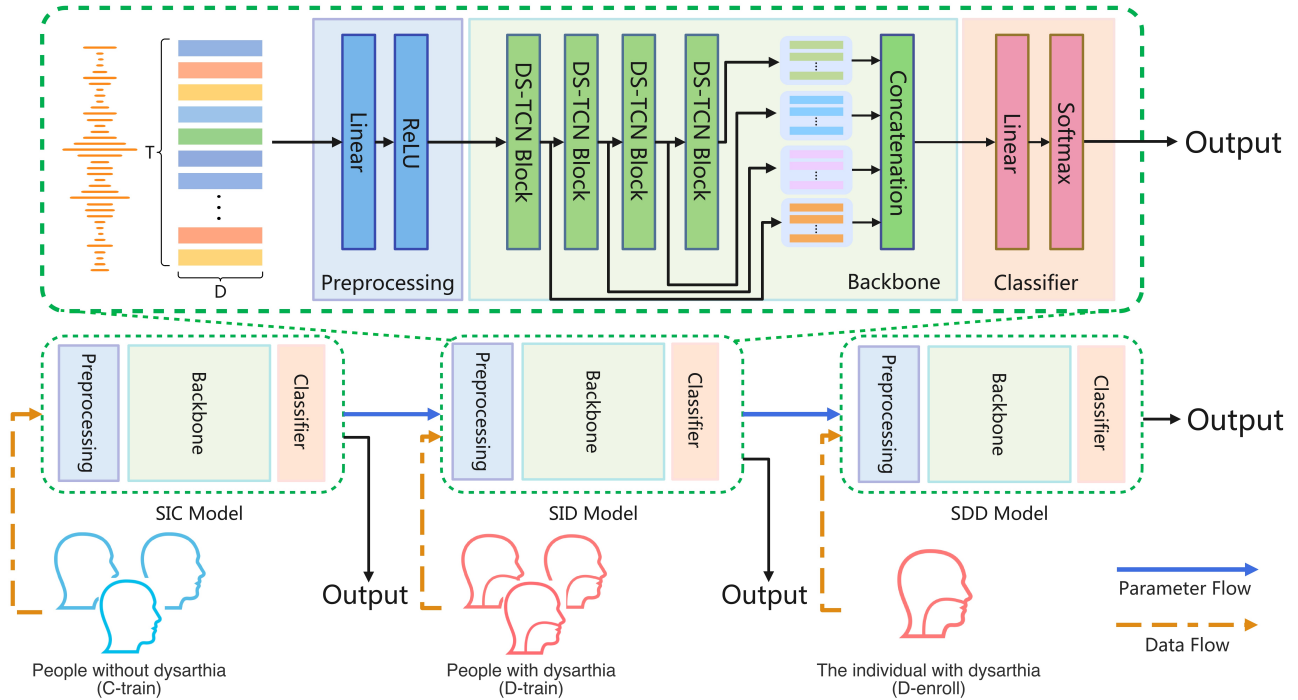 T
D
Linear
ReLU
Preprocessing
DS-TCN Block
DS-TCN Block
DS-TCN Block
DS-TCN Block
...
...
...
...
Concatenation
Backbone
Linear
Softmax
Classifier
Output
Preprocessing
Backbone
Classifier
SIC Model
Output
People without dysarthia
(C-train)
Preprocessing
Backbone
Classifier
SID Model
Output
People with dysarthia
(D-train)
Preprocessing
Backbone
Classifier
SDD Model
Output
The individual with dysarthia
(D-enroll)
Parameter Flow
Data Flow